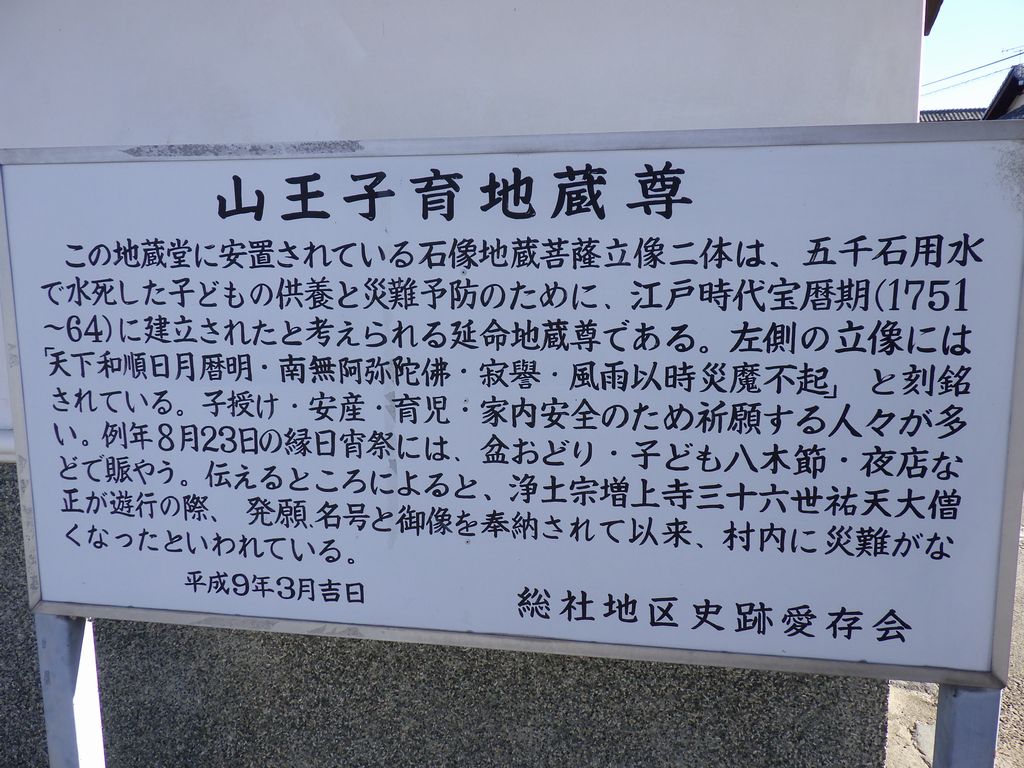 山王子育地蔵尊
この地蔵堂に安置されている石像地蔵菩薩立像二体は、五千石用水
で水死した子どもの供養と災難予防のために、江戸時代宝暦期(1751
~64)に建立されたと考えられる延命地蔵尊である。左側の立像には
「天下和順日月暦明・南無阿弥陀佛・寂譽・風雨以時災魔不起」と刻銘
されている。子授け・安産・育児・家内安全のため祈願する人々が多
い。例年8月23日の縁日宵祭には、盆おどり・子ども八木節・夜店な
どで賑やう。伝えるところによると、浄土宗増上寺三十六世祐天大僧
正が遊行の際、発願、名号と御像を奉納されて以来、村内に災難がな
くなったといわれている。
平成9年3月吉日
総社地区史跡愛存会